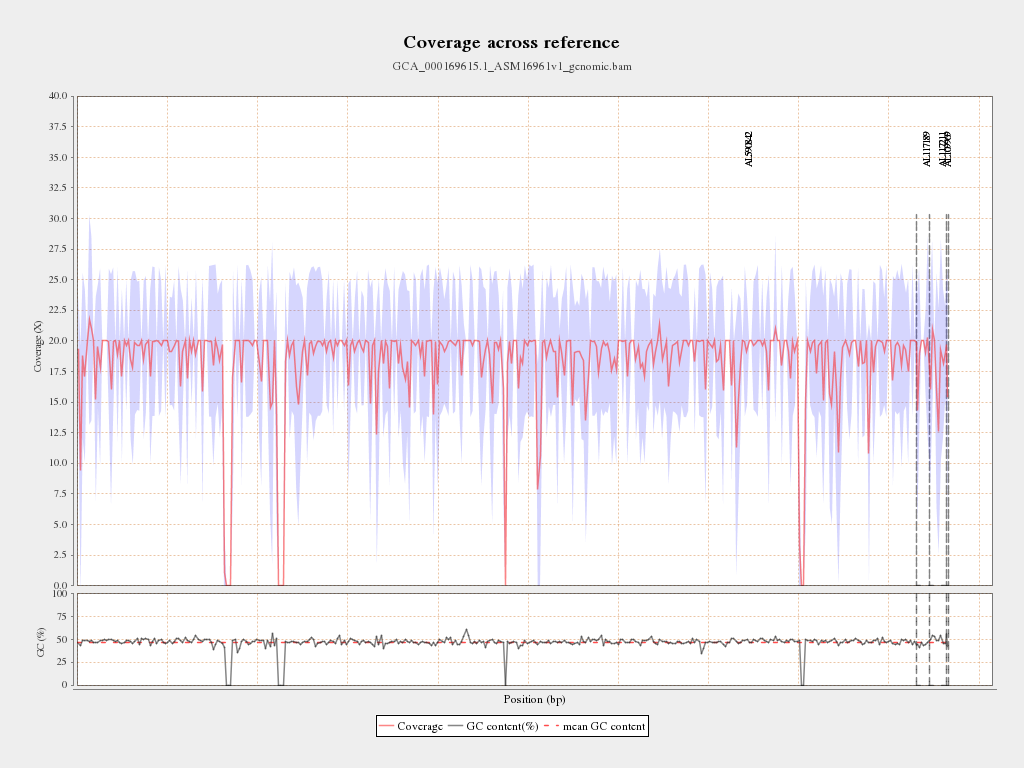 Coverage across reference
GCA_000169615.1_ASM16961v1_genomic.bam
40.0
37.5
35.0
32.5
30.0
27.5
25.0
22.5
20.0
17.5
15.0
12.5
10.0
7.5
5.0
2.5
0.0
Coverage (X)
AL590842
AL117189
AL117211
AL109969
100
75
50
25
0
GC (%)
Position (bp)
Coverage GC content(%) mean GC content